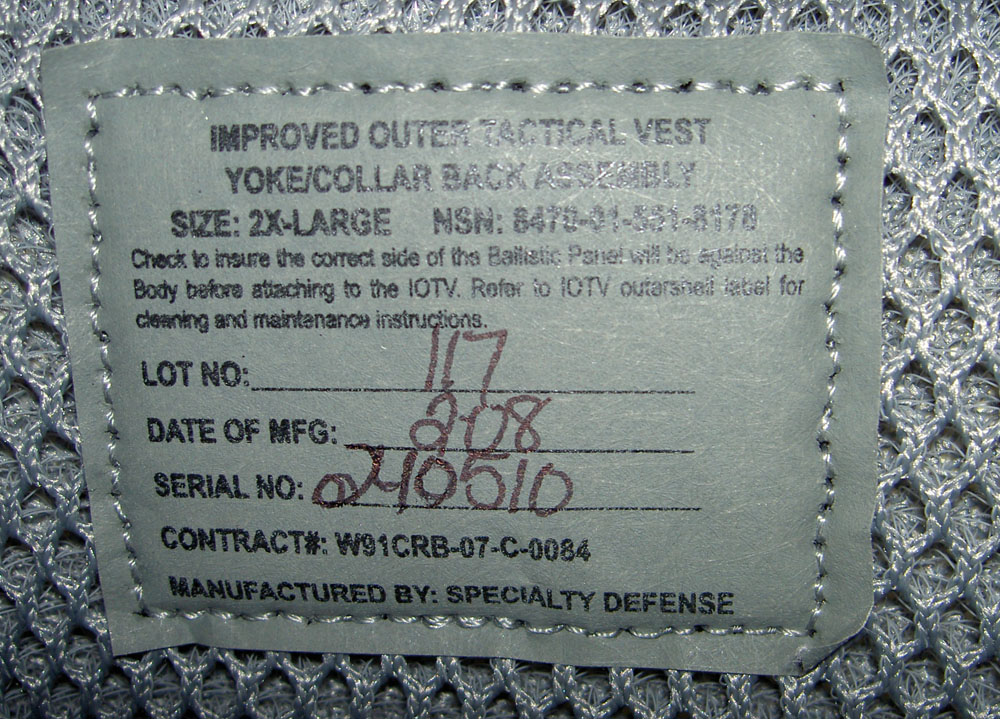 IMPROVED OUTER TACTICAL VEST
YOKE/COLLAR BACK ASSEMBLY
SIZE: 2X-LARGE NSN:
Check to insure the correct side of the Ballistic Panel will be against the
Body before attaching to the IOTV. Refer to IOTV outershell label for
cleaning and maintenance instructions.
LOT NO: 117
DATE OF MFG: 2-08
SERIAL NO: 240510
CONTRACT#: W91CRB-07-C-0084
MANUFACTURED BY: SPECIALTY DEFENSE